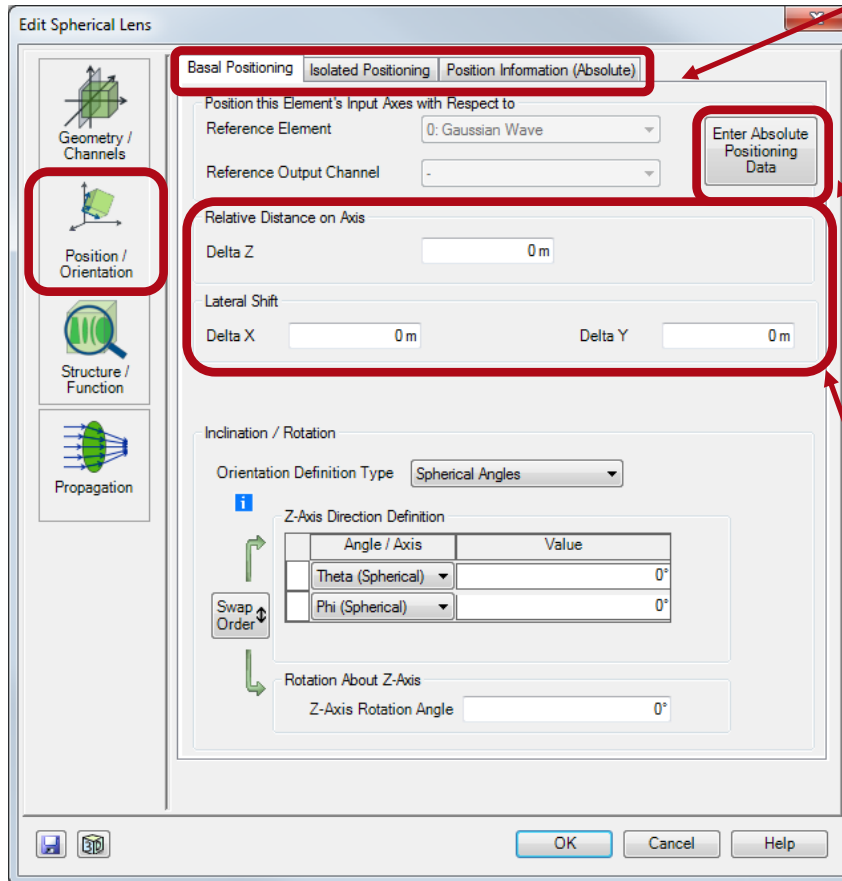 Edit Spherical Lens
Geometry /
Channels
Position /
Orientation
Structure /
Function
Propagation
Basal Positioning
Isolated Positioning
Position Information (Absolute)
Position this Element's Input Axes with Respect to
Reference Element
0: Gaussian Wave
Reference Output Channel
-
Enter Absolute
Positioning
Data
Relative Distance on Axis
Delta Z
0 m
Lateral Shift
Delta X
0 m
Delta Y
0 m
Inclination / Rotation
Orientation Definition Type
Spherical Angles
i
Z-Axis Direction Definition
Angle / Axis
Value
Theta (Spherical)
0°
Phi (Spherical)
0°
Swap
Order
Rotation About Z-Axis
Z-Axis Rotation Angle
0°
3D
OK
Cancel
Help